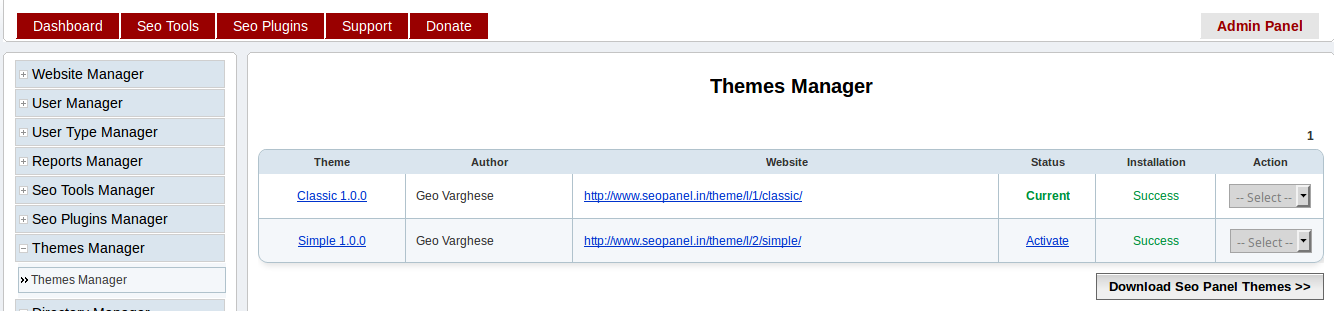 Dashboard Seo Tools Seo Plugins Support Donate Admin Panel
Website Manager
User Manager
User Type Manager
Reports Manager
Seo Tools Manager
Seo Plugins Manager
Themes Manager
Themes Manager
Directory Manager
Themes Manager
1
Theme Author Website Status Installation Action
Classic 1.0.0 Geo Varghese http://www.seopanel.in/theme/l/1/classic/ Current Success -- Select --
Simple 1.0.0 Geo Varghese http://www.seopanel.in/theme/l/2/simple/ Activate Success -- Select --
Download Seo Panel Themes >>